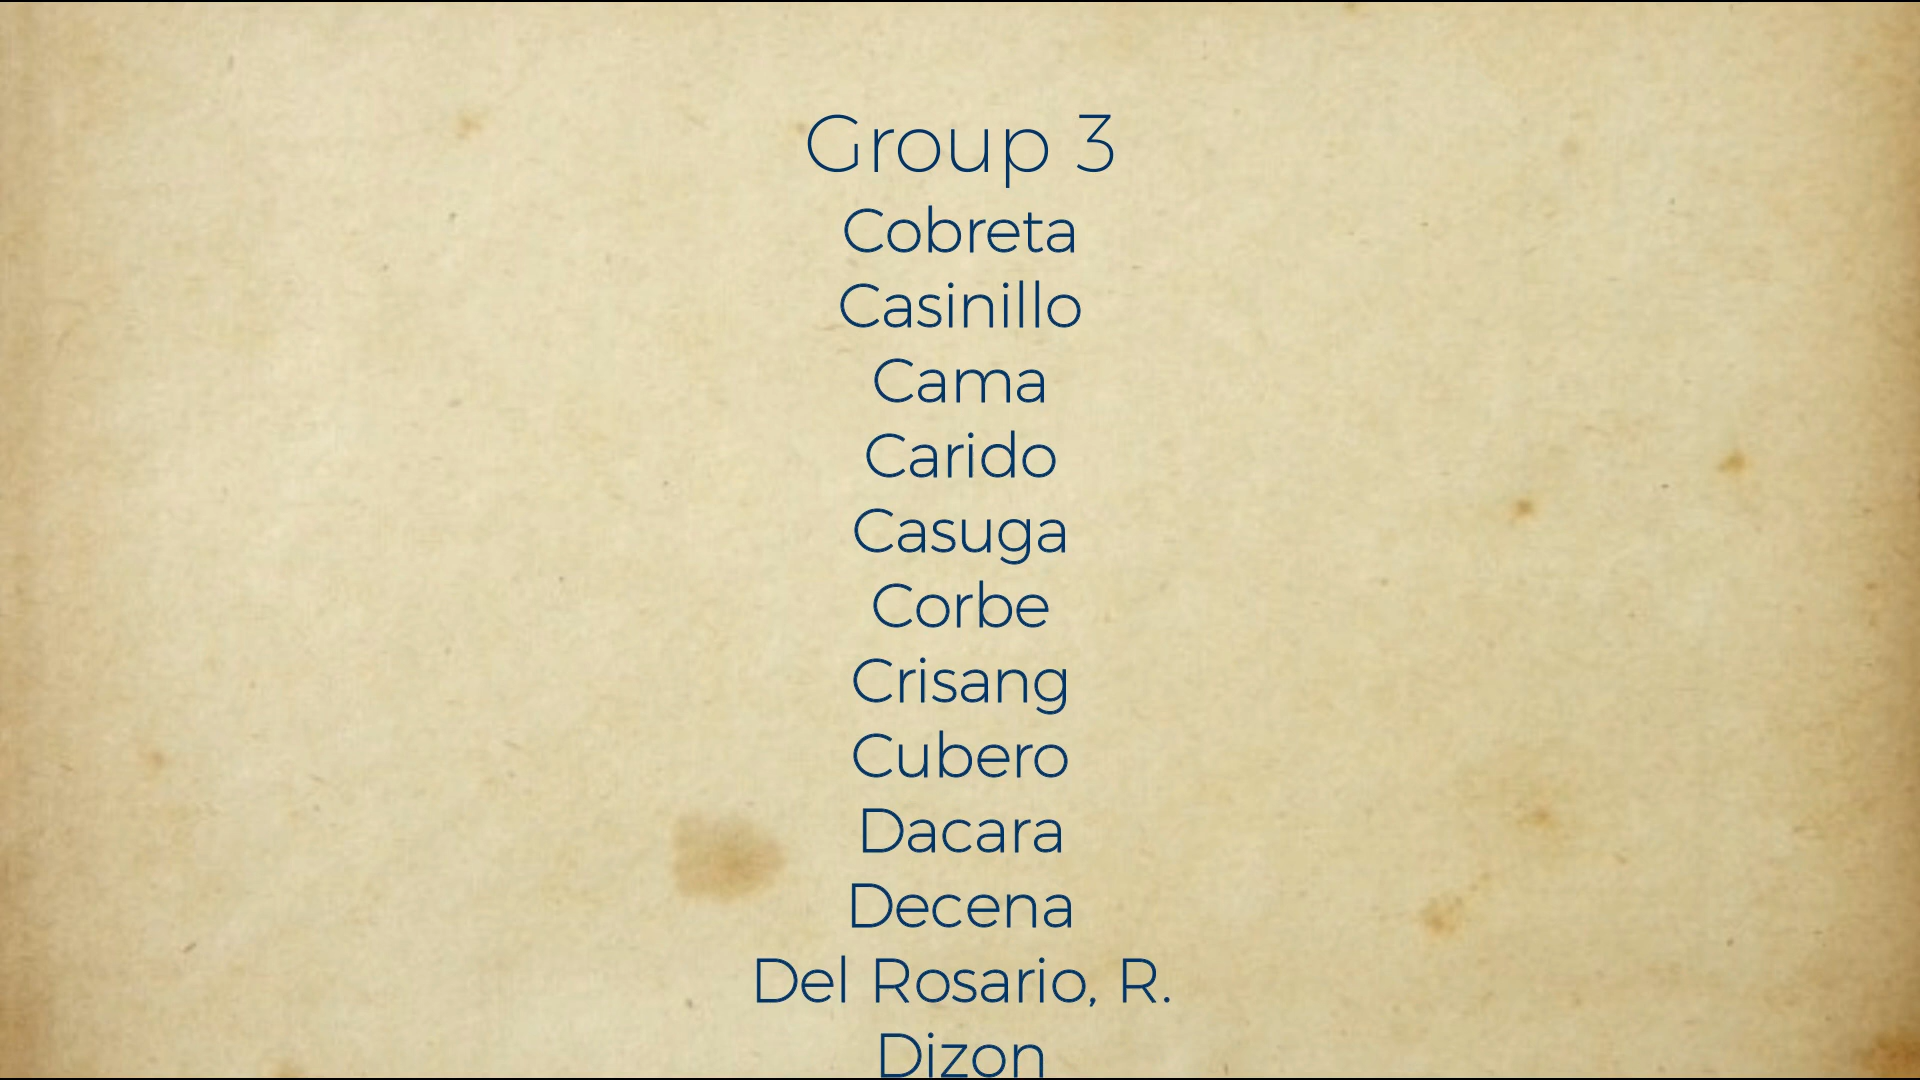 Group 3
Cobreta
Casinillo
Cama
Carido
Casuga
Corbe
Crisang
Cubero
Dacara
Decena
Del Rosario, R.
Dizon